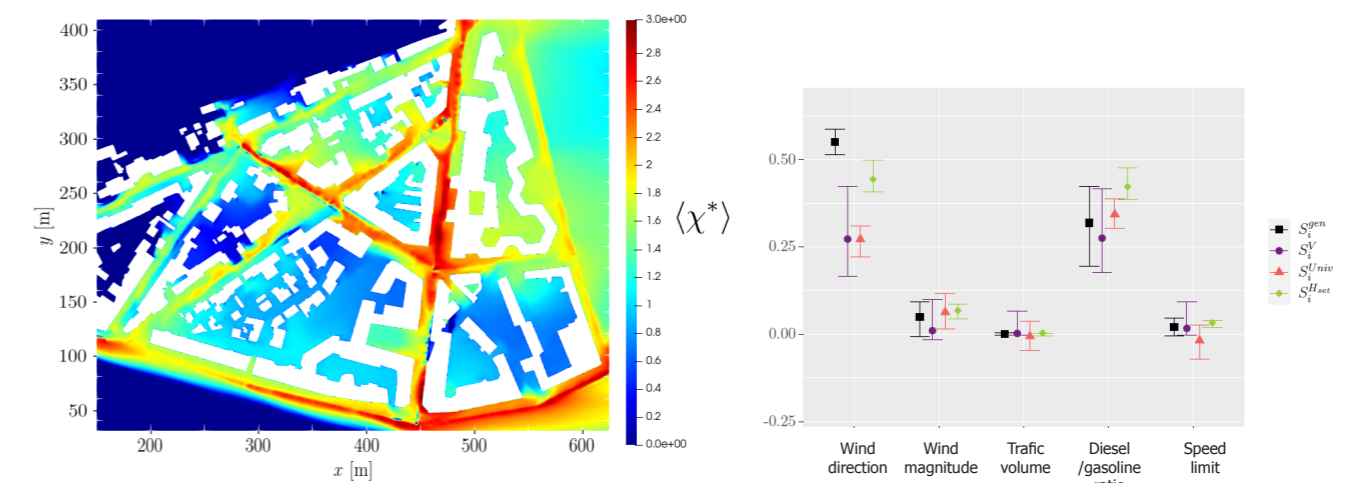 400
350
300
250
200
150
100
50
y [m]
200
300
400
500
600
x [m]
3.0e+00
2.8
2.6
2.4
2.2
2
1.8
1.6
1.4
1.2
1
0.8
0.6
0.4
0.2
0.0e+00
⟨χ*⟩
0.50
0.25
0.00
-0.25
Wind
direction
Wind
magnitude
Trafic
volume
Diesel
/gasoline
ratio
Speed
limit
S_i^{gen}
S_i^{V}
S_i^{Univ}
S_i^{H_{set}}